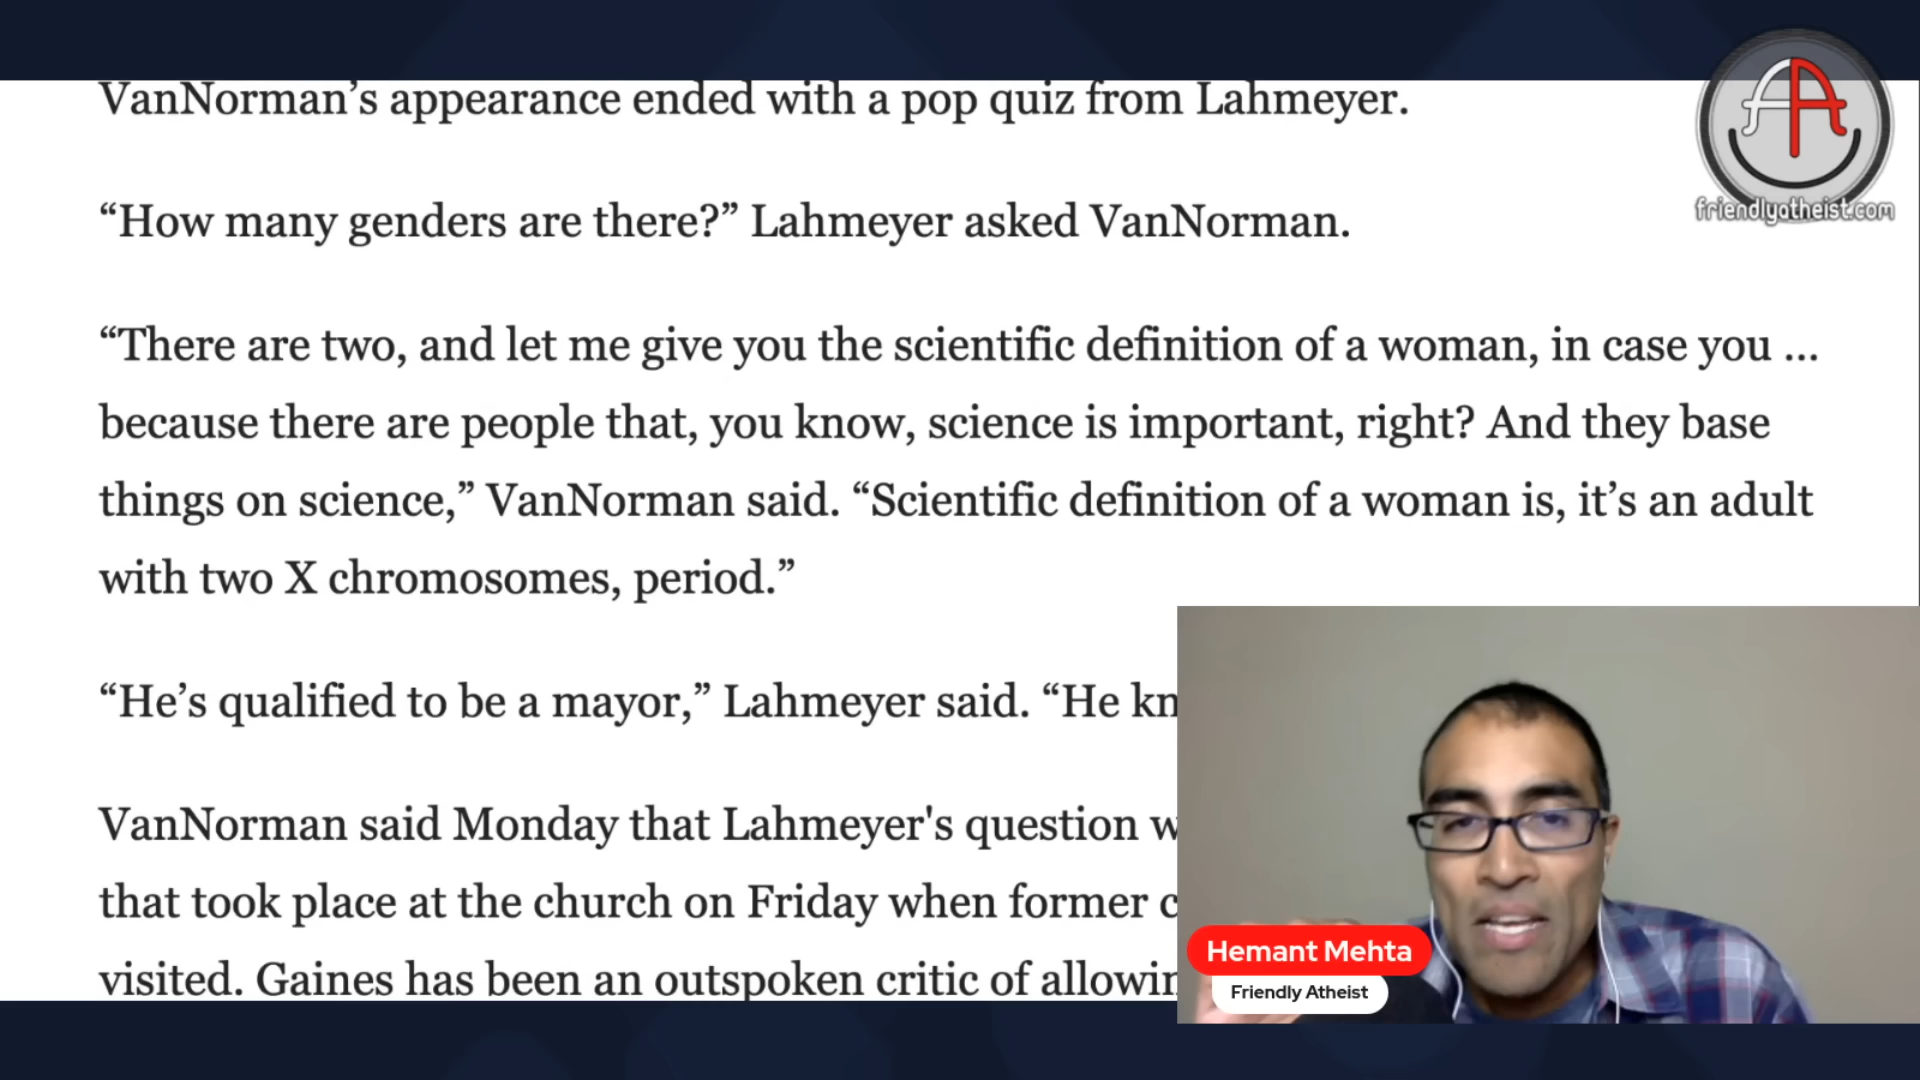 VanNorman’s appearance ended with a pop quiz from Lahmeyer.
“How many genders are there?” Lahmeyer asked VanNorman.
“There are two, and let me give you the scientific definition of a woman, in case you ...
because there are people that, you know, science is important, right? And they base
things on science,” VanNorman said. “Scientific definition of a woman is, it’s an adult
with two X chromosomes, period.”
“He’s qualified to be a mayor,” Lahmeyer said. “He kn
VanNorman said Monday that Lahmeyer's question w
that took place at the church on Friday when former c
visited. Gaines has been an outspoken critic of allowin
AA
friendlyatheist.com
Hemant Mehta
Friendly Atheist